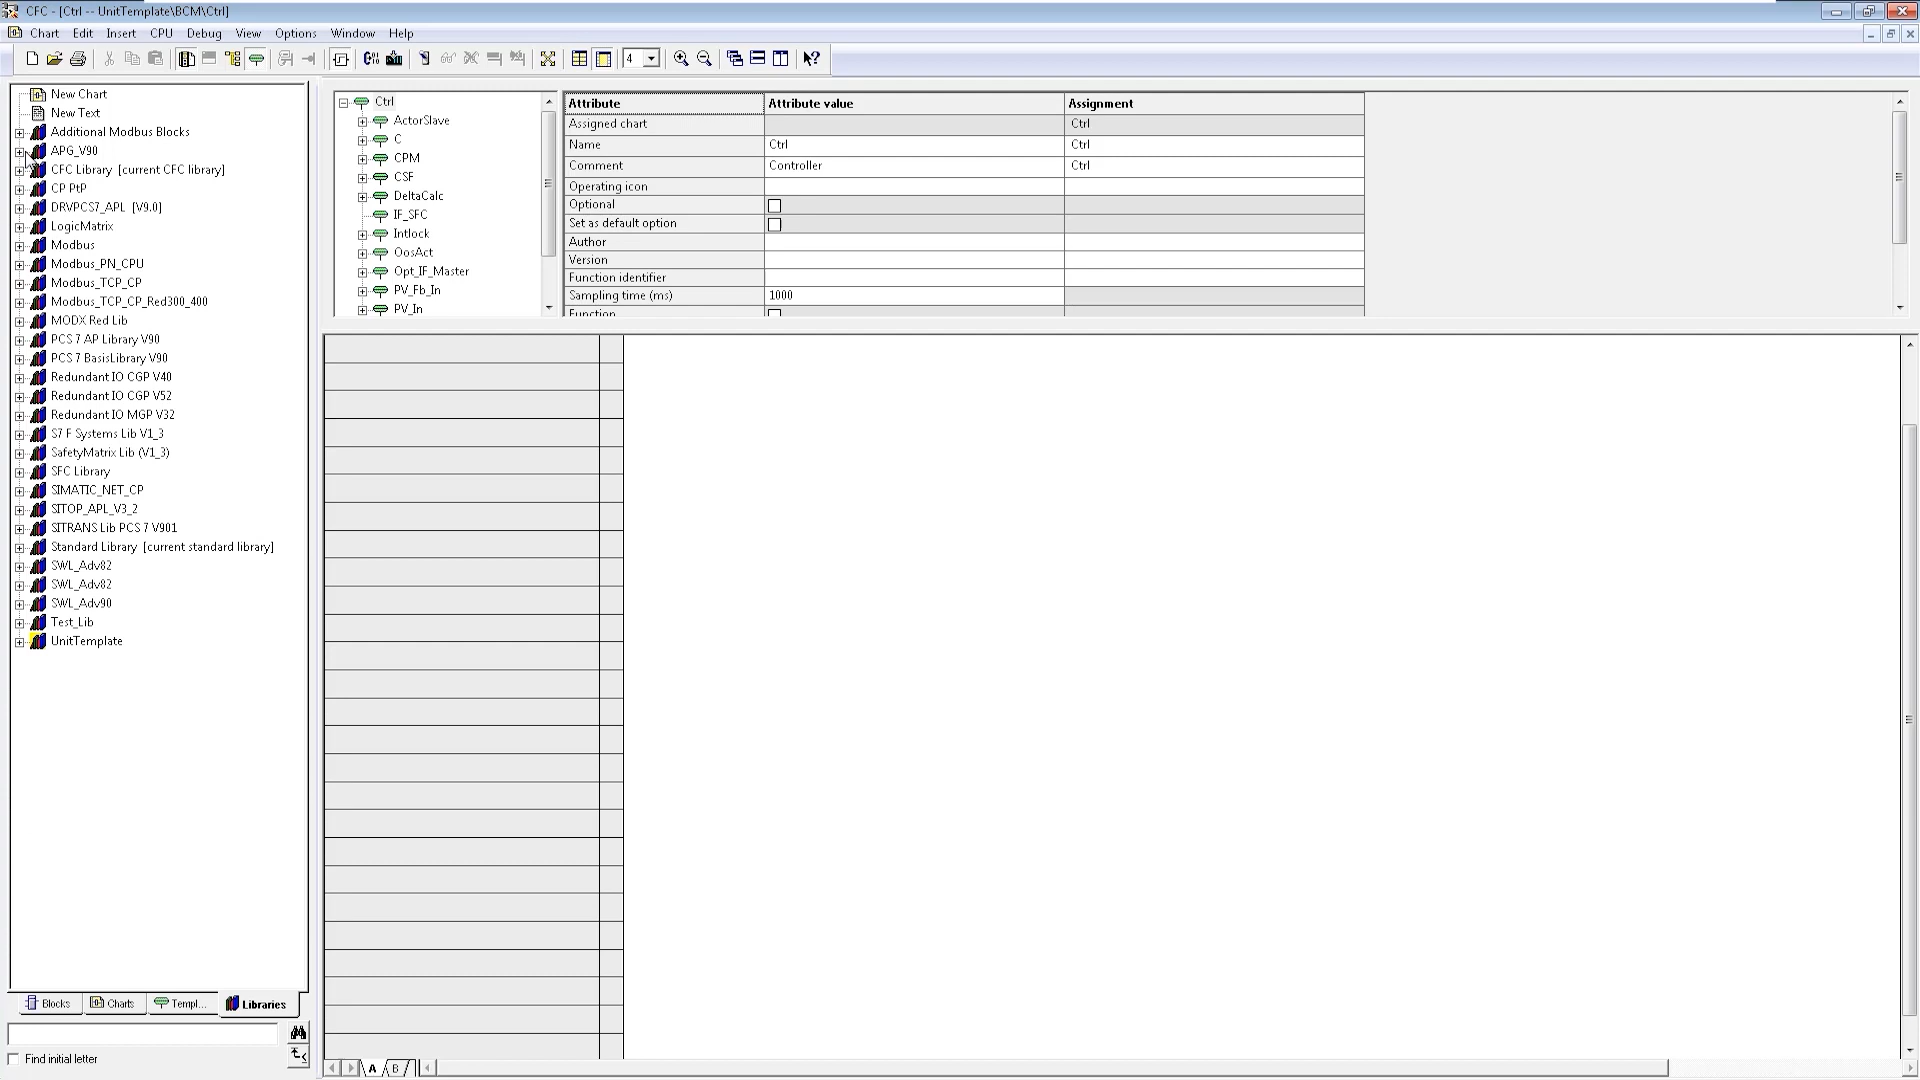 CFC - [Ctrl -- UnitTemplate\BCM\Ctrl]
Chart Edit Insert CPU Debug View Options Window Help
4
New Chart
New Text
Additional Modbus Blocks
APG_V90
CFC Library [current CFC library]
CP PtP
DRVPCS7_APL [V9.0]
LogicMatrix
Modbus
Modbus_PN_CPU
Modbus_TCP_CP
Modbus_TCP_CP_Red300_400
MODX Red Lib
PCS 7 AP Library V90
PCS 7 BasisLibrary V90
Redundant IO CGP V40
Redundant IO CGP V52
Redundant IO MGP V32
S7 F Systems Lib V1_3
SafetyMatrix Lib (V1_3)
SFC Library
SIMATIC_NET_CP
SITOP_APL_V3_2
SITRANS Lib PCS 7 V901
Standard Library [current standard library]
SWL_Adv82
SWL_Adv82
SWL_Adv90
Test_Lib
UnitTemplate
Blocks Charts Templ... Libraries
Find initial letter
Ctrl
ActorSlave
C
CPM
CSF
DeltaCalc
IF_SFC
Intlock
OosAct
Opt_IF_Master
PV_Fb_In
PV_In
Attribute Attribute value Assignment
Assigned chart Ctrl
Name Ctrl Ctrl
Comment Controller Ctrl
Operating icon
Optional
Set as default option
Author
Version
Function identifier
Sampling time (ms) 1000
Function
A B